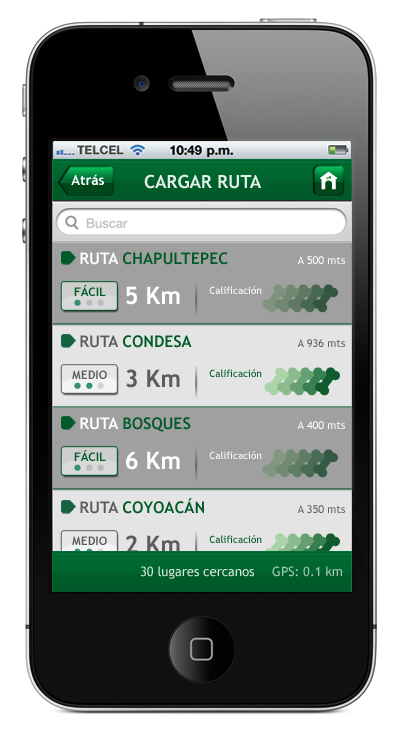 TELCEL 10:49 p.m.
Atrás CARGAR RUTA
Buscar
RUTA CHAPULTEPEC A 500 mts
FÁCIL 5 Km Calificación
RUTA CONDESA A 936 mts
MEDIO 3 Km Calificación
RUTA BOSQUES A 400 mts
FÁCIL 6 Km Calificación
RUTA COYOACÁN A 350 mts
MEDIO 2 Km Calificación
30 lugares cercanos GPS: 0.1 km